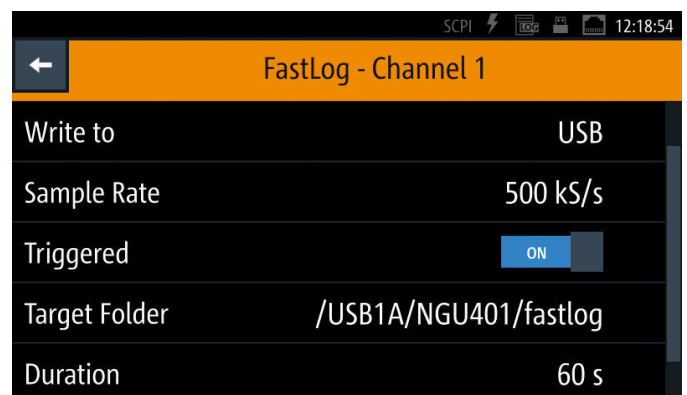 SCPI LOG 12:18:54
FastLog - Channel 1
Write to USB
Sample Rate 500 kS/s
Triggered ON
Target Folder /USB1A/NGU401/fastlog
Duration 60 s